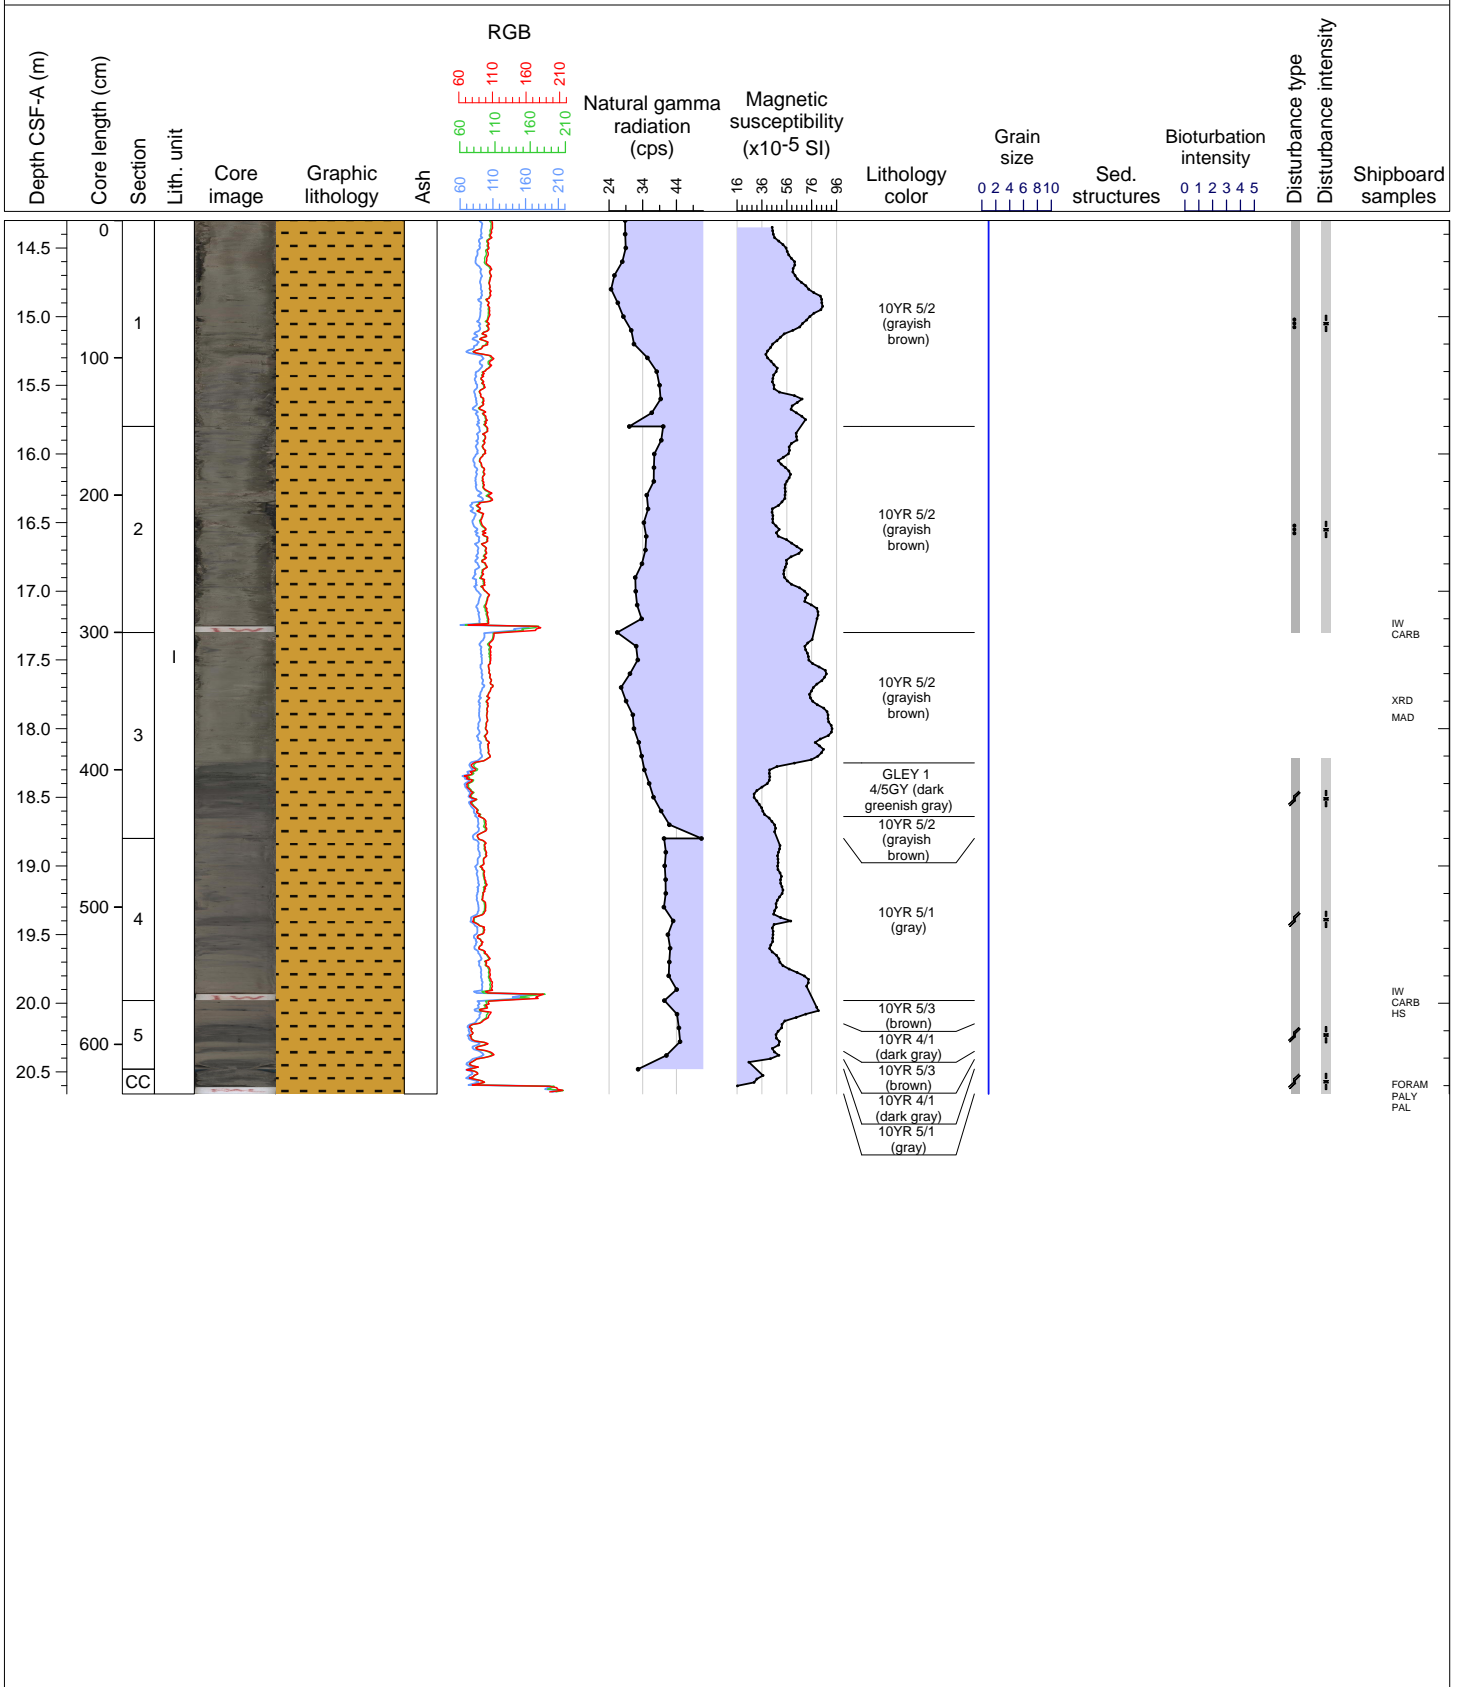 Depth CSF-A (m)
Core length (cm)
Section
Lith. unit
Core
image
Graphic
lithology
Ash
RGB
60 110 160 210
60 110 160 210
60 110 160 210
Natural gamma
radiation
(cps)
24 34 44
Magnetic
susceptibility
(x10-5 SI)
16 36 56 76 96
Lithology
color
Grain
size
0 2 4 6 8 10
Sed.
structures
Bioturbation
intensity
0 1 2 3 4 5
Disturbance type
Disturbance intensity
Shipboard
samples
14.5
15.0
15.5
16.0
16.5
17.0
17.5
18.0
18.5
19.0
19.5
20.0
20.5
0
100
200
300
400
500
600
1
2
3
4
5
CC
I
IW
IW
PAL
10YR 5/2
(grayish
brown)
10YR 5/2
(grayish
brown)
10YR 5/2
(grayish
brown)
GLEY 1
4/5GY (dark
greenish gray)
10YR 5/2
(grayish
brown)
10YR 5/1
(gray)
10YR 5/3
(brown)
10YR 4/1
(dark gray)
10YR 5/3
(brown)
10YR 4/1
(dark gray)
10YR 5/1
(gray)
IW
CARB
XRD
MAD
IW
CARB
HS
FORAM
PALY
PAL